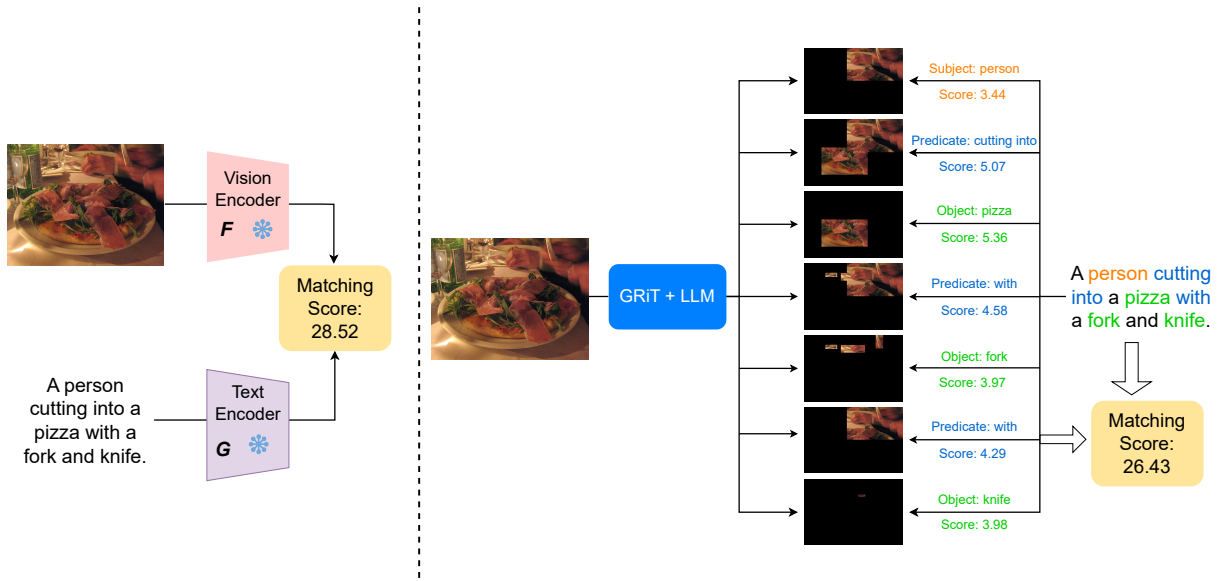 Vision
Encoder
F
Matching
Score:
28.52
A person
cutting into a
pizza with a
fork and knife.
Text
Encoder
G
GRiT + LLM
Subject: person
Score: 3.44
Predicate: cutting into
Score: 5.07
Object: pizza
Score: 5.36
Predicate: with
Score: 4.58
Object: fork
Score: 3.97
Predicate: with
Score: 4.29
Object: knife
Score: 3.98
A person cutting
into a pizza with
a fork and knife.
Matching
Score:
26.43